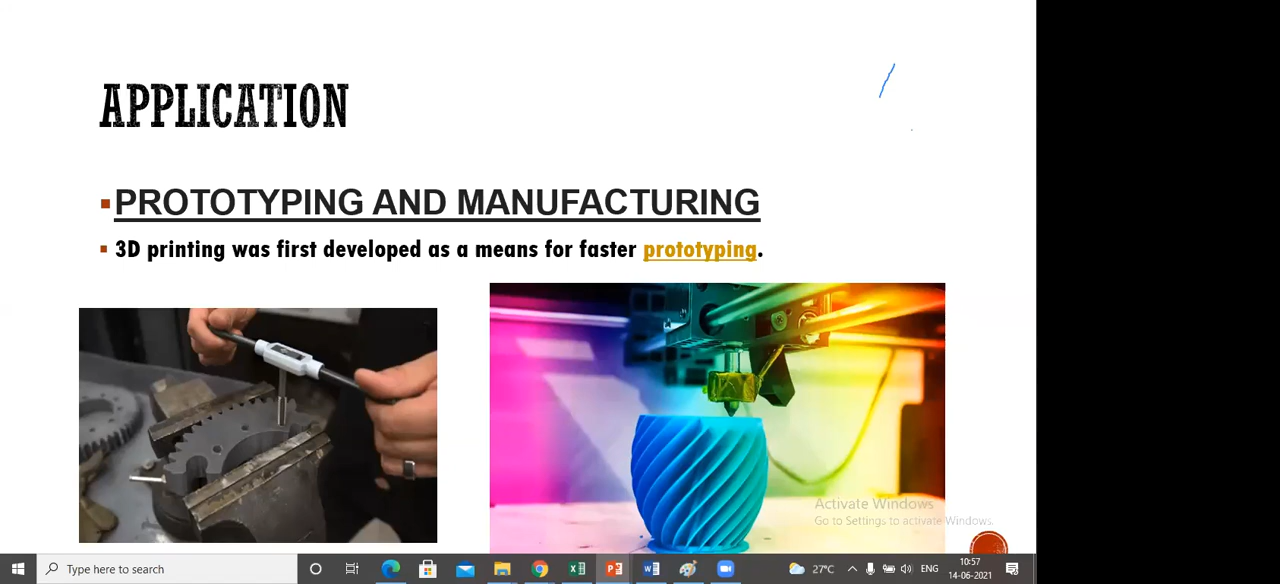 APPLICATION
PROTOTYPING AND MANUFACTURING
3D printing was first developed as a means for faster prototyping.
Activate Windows
Go to Settings to activate Windows.
Type here to search
27°C
ENG
10:57
14-06-2021